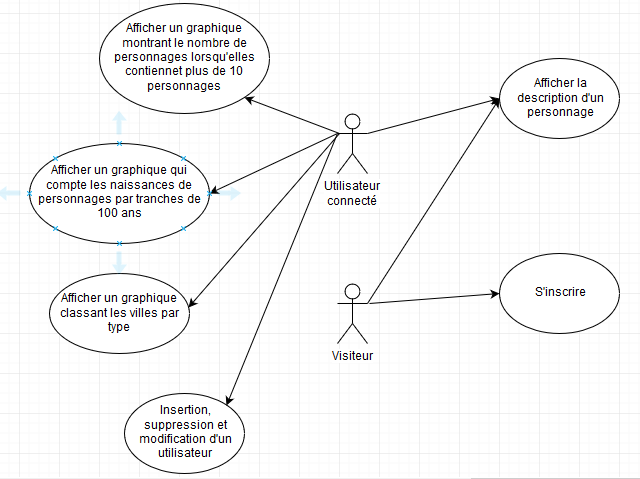 Afficher un graphique
montrant le nombre de
personnages lorsqu'elles
contiennet plus de 10
personnages
Afficher la
description d'un
personnage
Afficher un graphique qui
compte les naissances de
personnages par tranches de
100 ans
Utilisateur
connecté
Afficher un graphique
classant les villes par
type
S'inscrire
Visiteur
Insertion,
suppression et
modification d'un
utilisateur